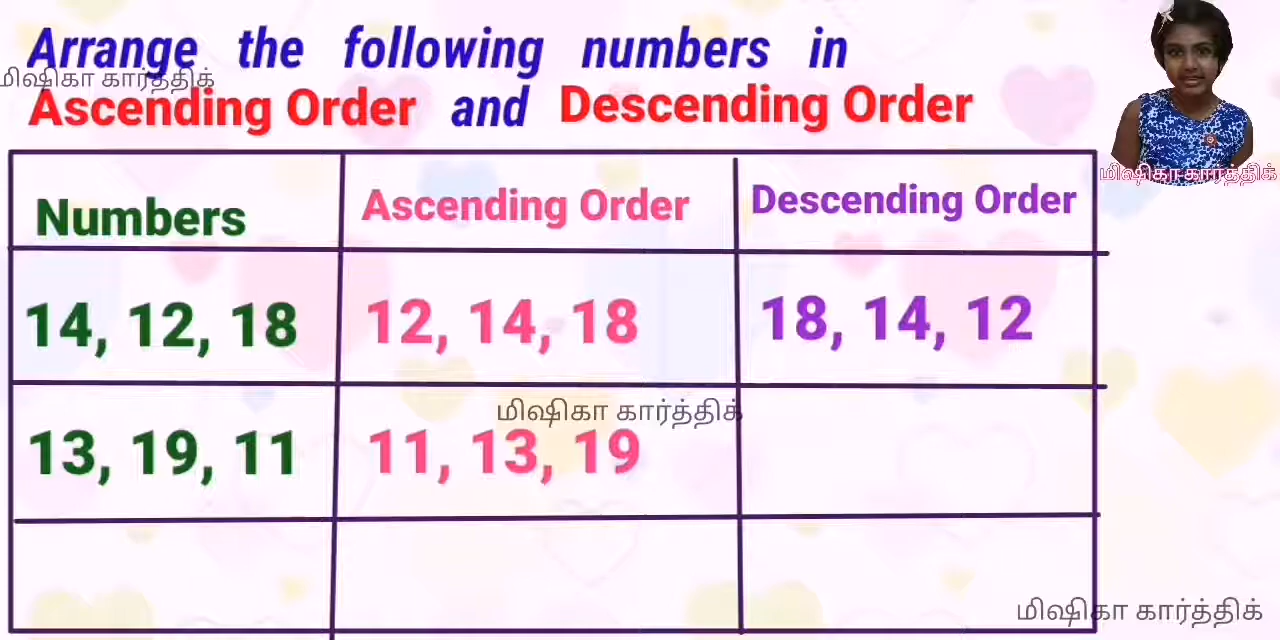 Arrange the following numbers in
மிஷிகா கார்த்திக்
Ascending Order and Descending Order
மிஷிகா கார்த்திக்
Numbers Ascending Order Descending Order
14, 12, 18 12, 14, 18 18, 14, 12
மிஷிகா கார்த்திக்
13, 19, 11 11, 13, 19
மிஷிகா கார்த்திக்